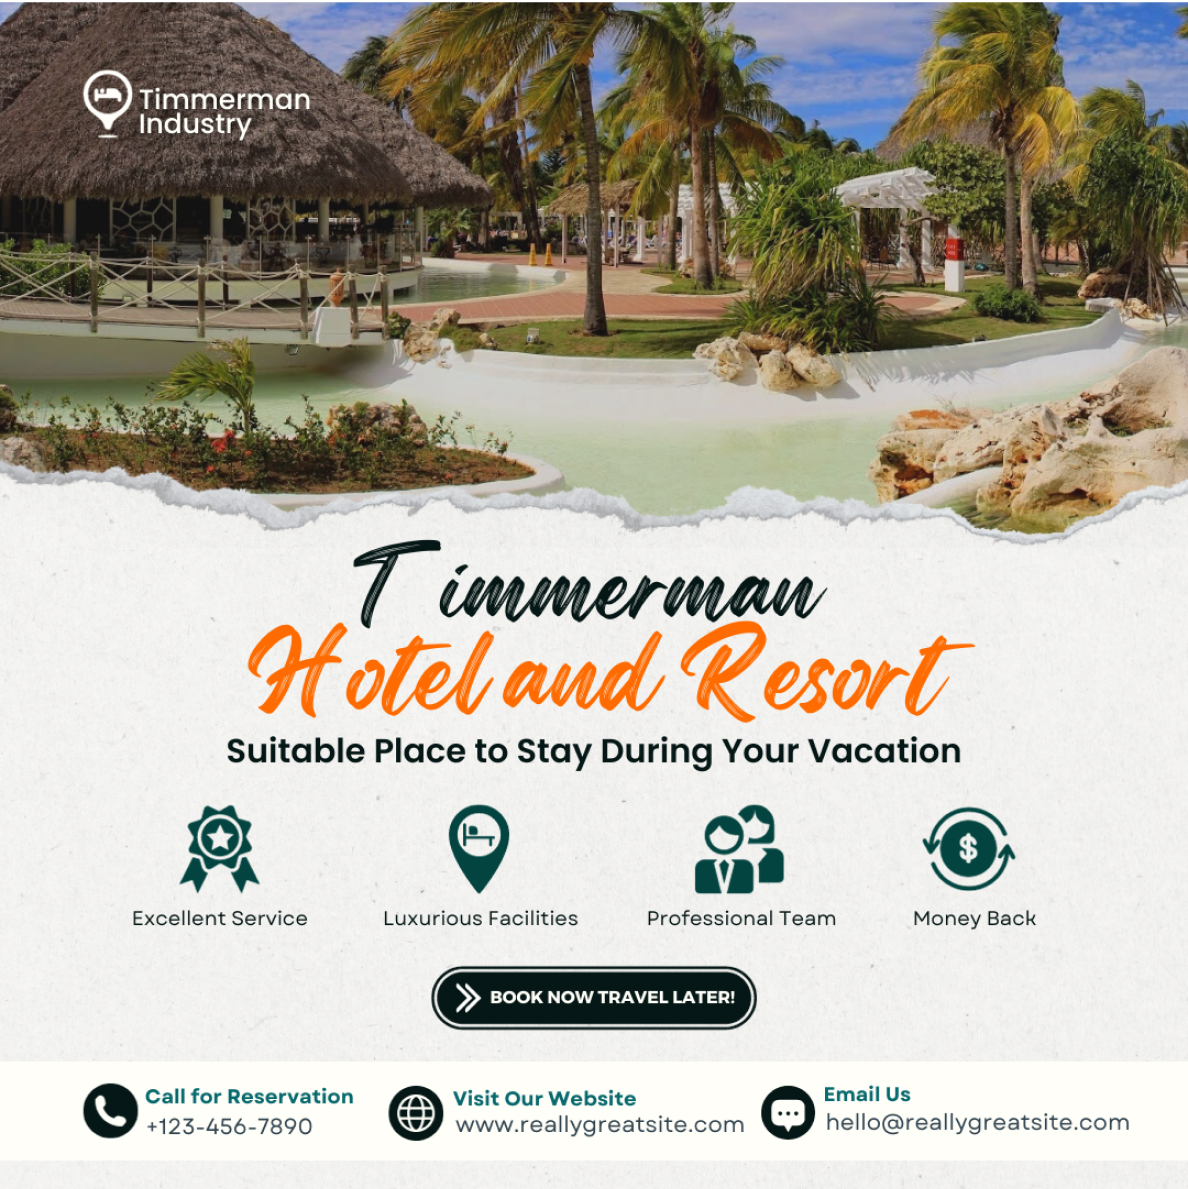 Timmerman
Industry
Timmerman
Hotel and Resort
Suitable Place to Stay During Your Vacation
Excellent Service
Luxurious Facilities
Professional Team
Money Back
$
BOOK NOW TRAVEL LATER!
Call for Reservation
+123-456-7890
Visit Our Website
www.reallygreatsite.com
Email Us
hello@reallygreatsite.com